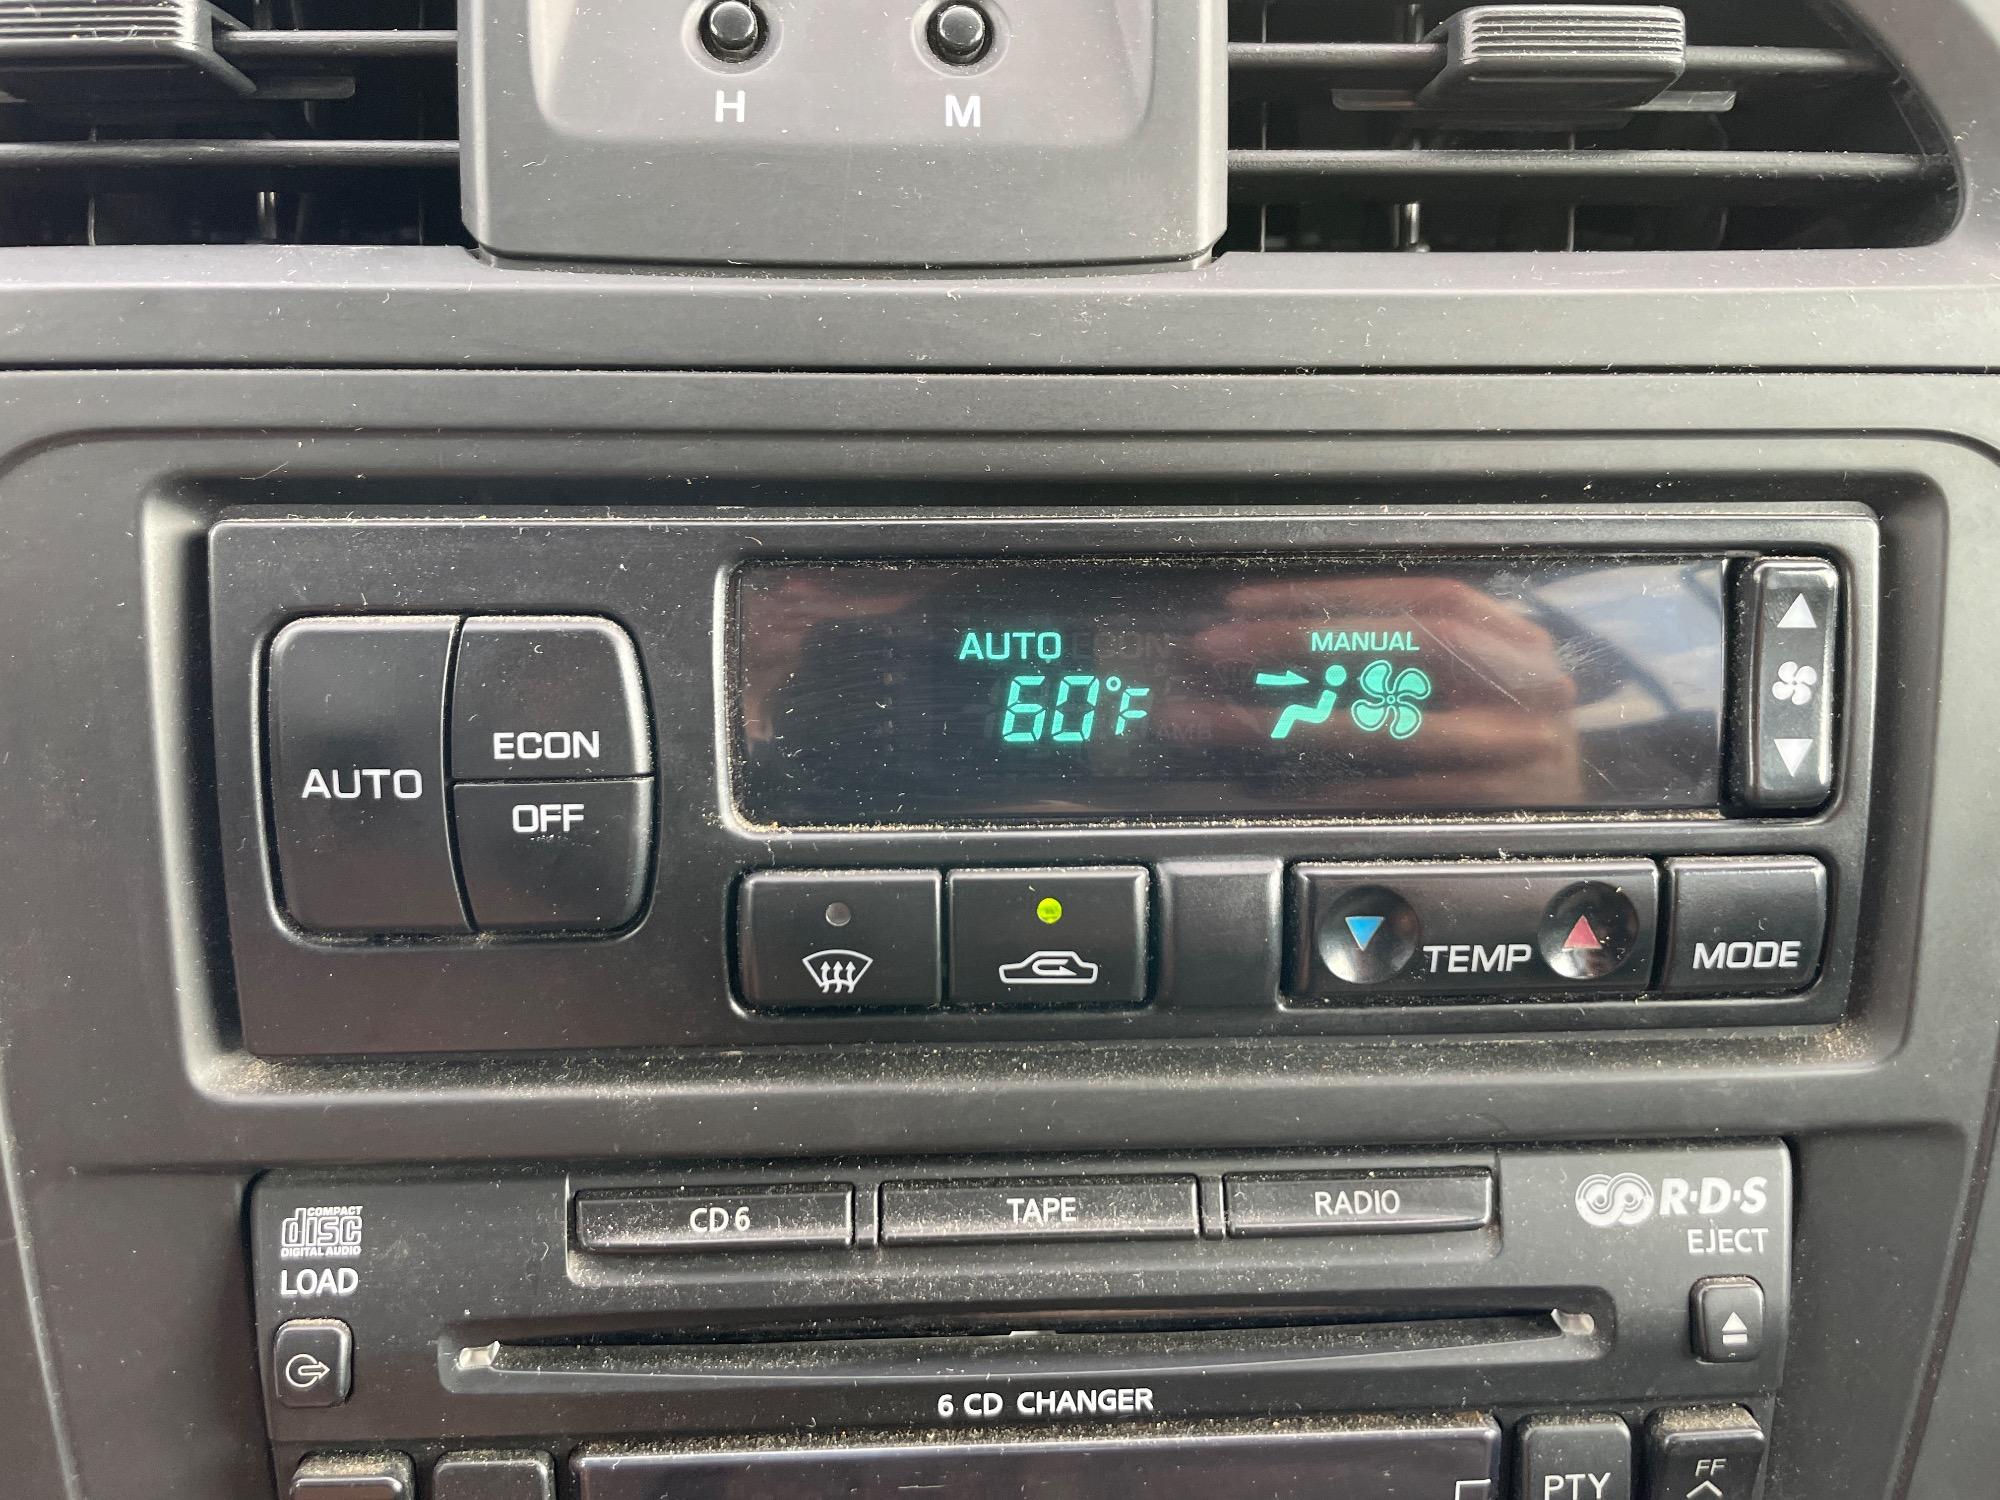 H M
AUTO MANUAL
60°F
AUTO ECON
OFF
TEMP MODE
COMPACT
disc
DIGITAL AUDIO
LOAD
CD6 TAPE RADIO
R·D·S
EJECT
6 CD CHANGER
PTY FF